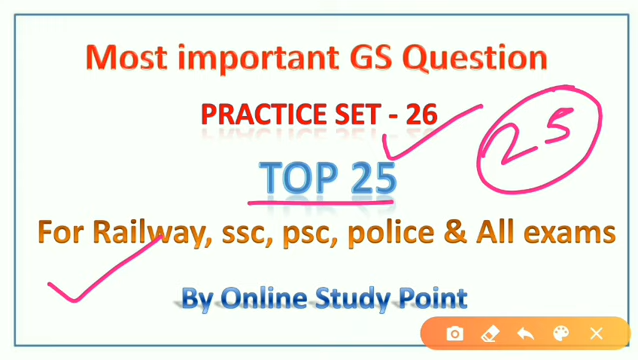 Most important GS Question
PRACTICE SET - 26
TOP 25
25
For Railway, ssc, psc, police & All exams
By Online Study Point